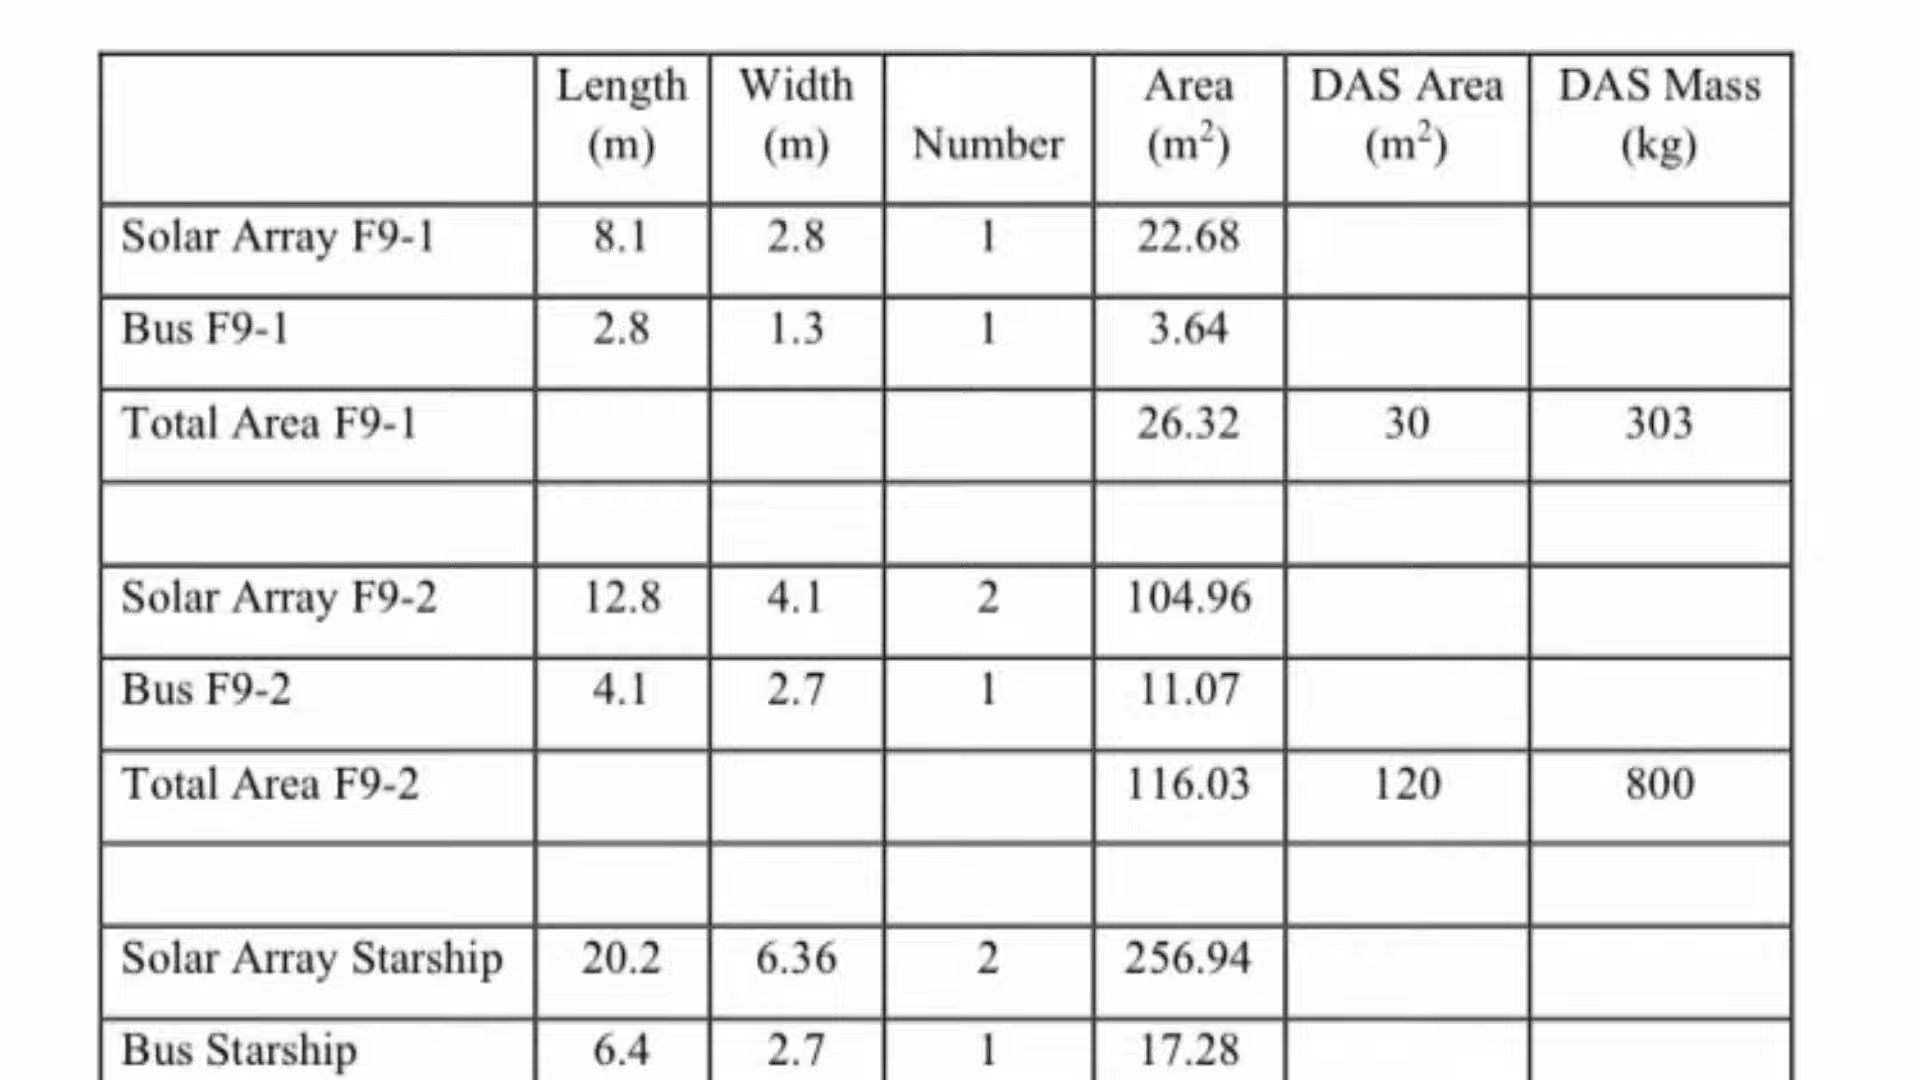 Length (m) Width (m) Number Area (m²) DAS Area (m²) DAS Mass (kg)
Solar Array F9-1 8.1 2.8 1 22.68
Bus F9-1 2.8 1.3 1 3.64
Total Area F9-1 26.32 30 303
Solar Array F9-2 12.8 4.1 2 104.96
Bus F9-2 4.1 2.7 1 11.07
Total Area F9-2 116.03 120 800
Solar Array Starship 20.2 6.36 2 256.94
Bus Starship 6.4 2.7 1 17.28